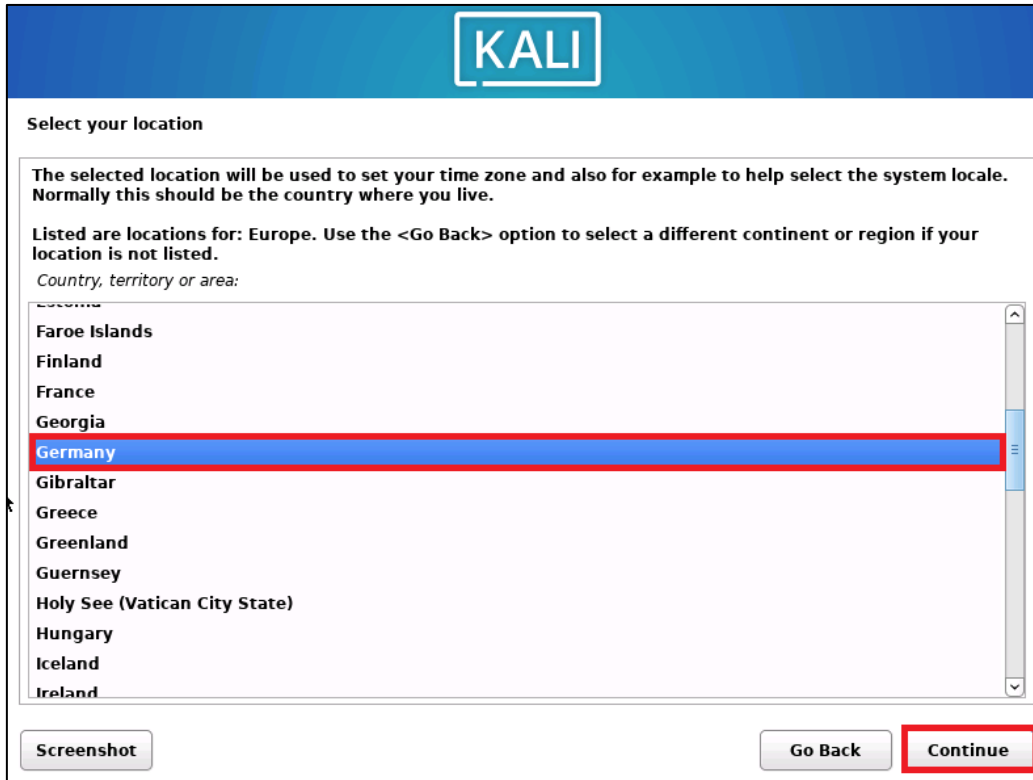 KALI
Select your location
The selected location will be used to set your time zone and also for example to help select the system locale.
Normally this should be the country where you live.
Listed are locations for: Europe. Use the <Go Back> option to select a different continent or region if your
location is not listed.
Country, territory or area:
Estonia
Faroe Islands
Finland
France
Georgia
Germany
Gibraltar
Greece
Greenland
Guernsey
Holy See (Vatican City State)
Hungary
Iceland
Ireland
Screenshot
Go Back
Continue